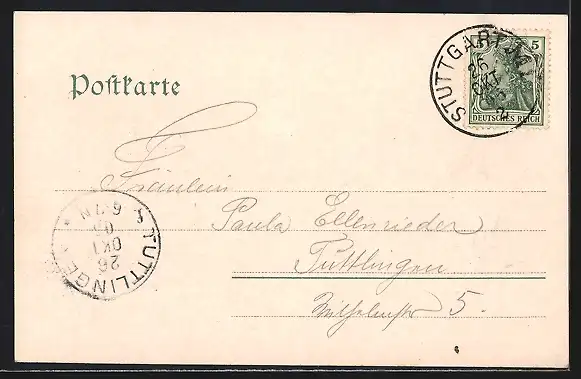 Postkarte
STUTTGART
26
OKT
5
DEUTSCHES REICH
Fräulein
Paula Ellenrieder
Tuttlingen
Wilhelmstr 5.
TUTTLINGEN
26
OKT